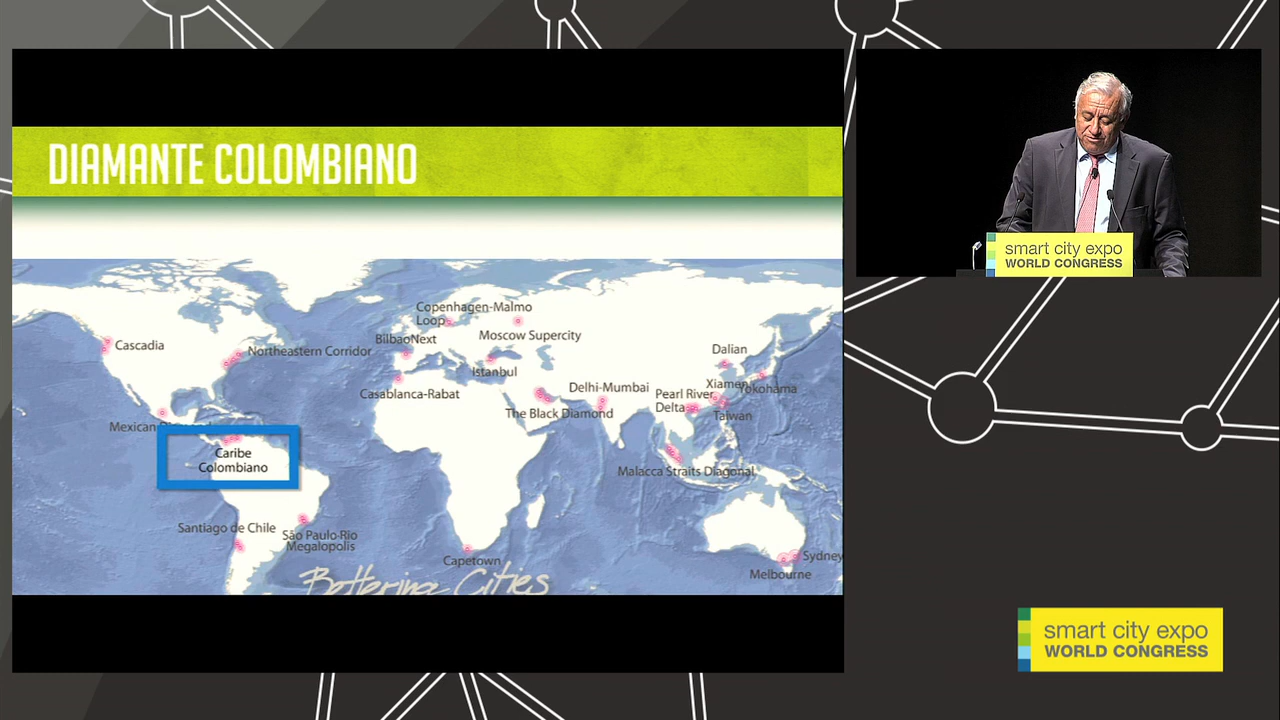 DIAMANTE COLOMBIANO
Copenhagen-Malmo
Loop
Moscow Supercity
BilbaoNext
Cascadia
Northeastern Corridor
Dalian
Istanbul
Casablanca-Rabat
Delhi-Mumbai
Xiamen
Yokohama
Pearl River
Delta
The Black Diamond
Taiwan
Mexican
Caribe
Colombiano
Malacca Straits Diagonal
Santiago de Chile
São Paulo-Rio
Megalopolis
Capetown
Sydney
Melbourne
Bettering Cities
smart city expo
WORLD CONGRESS
smart city expo
WORLD CONGRESS